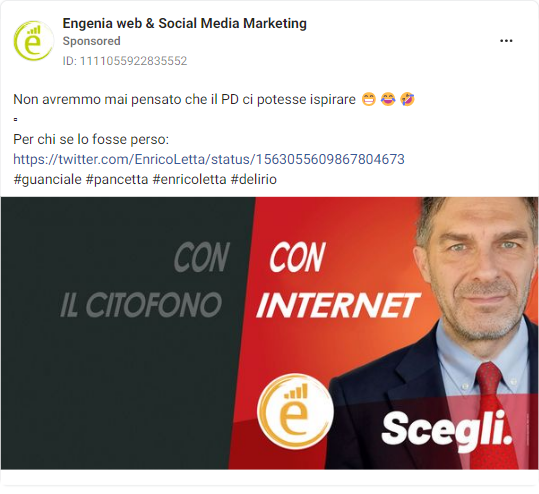 Engenia web & Social Media Marketing
Sponsored
ID: 1111055922835552
Non avremmo mai pensato che il PD ci potesse ispirare 😁 😂 🤣
▫
Per chi se lo fosse perso:
https://twitter.com/EnricoLetta/status/1563055609867804673
#guanciale #pancetta #enricoletta #delirio
CON
IL CITOFONO
CON
INTERNET
e
Scegli.